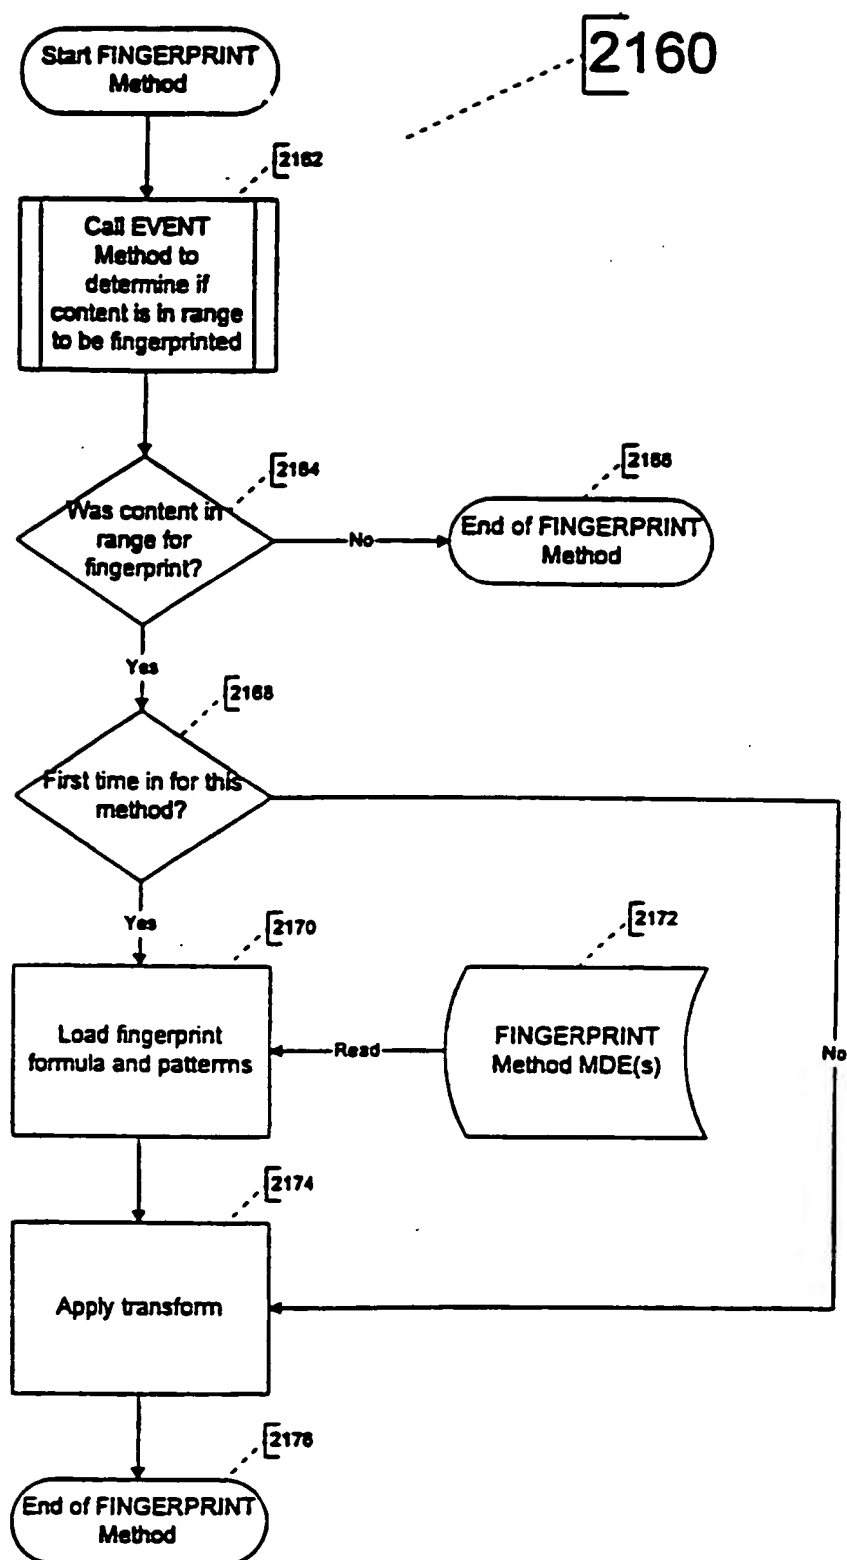 Start FINGERPRINT
Method
2160
2162
Call EVENT
Method to
determine if
content is in range
to be fingerprinted
2164
Was content in
range for
fingerprint?
No
2166
End of FINGERPRINT
Method
Yes
2168
First time in for this
method?
Yes
No
2170
Load fingerprint
formula and patterns
Read
2172
FINGERPRINT
Method MDE(s)
2174
Apply transform
2176
End of FINGERPRINT
Method